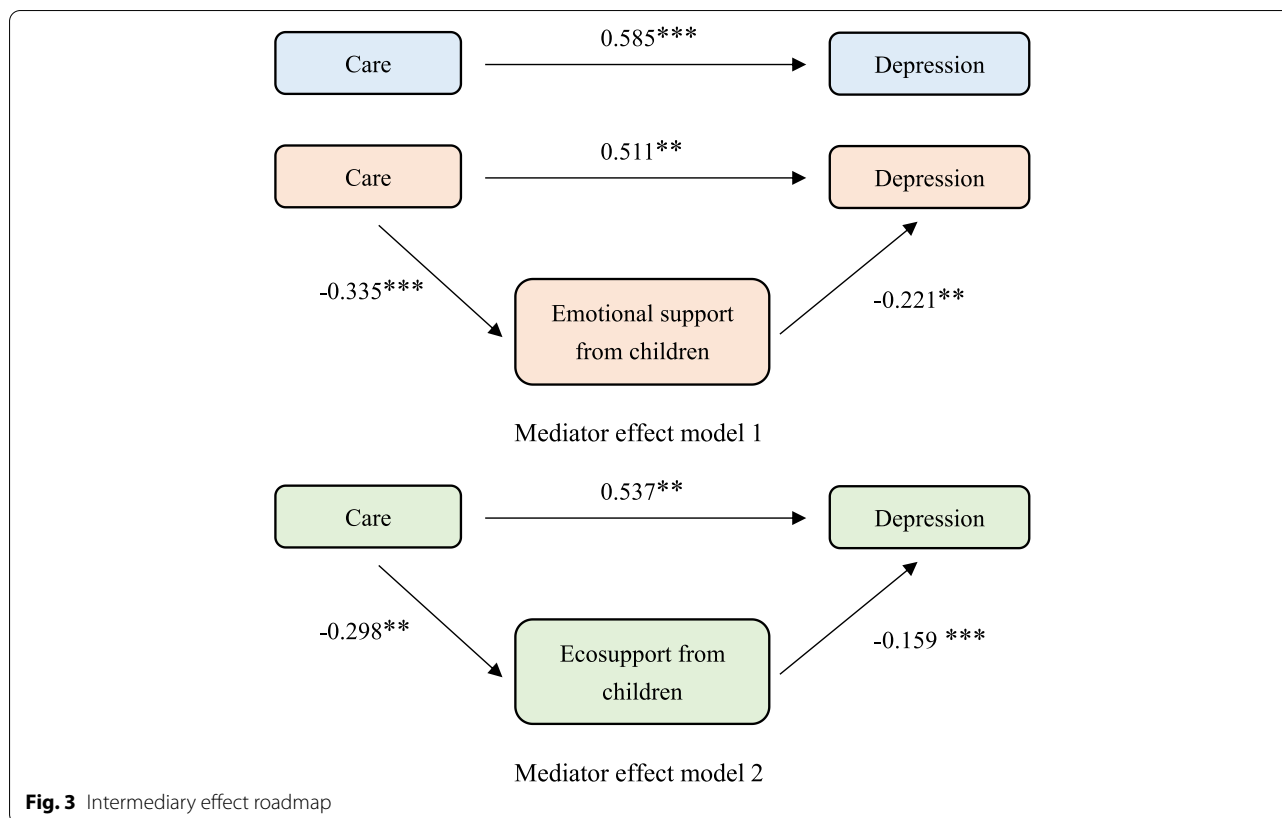 0.585***
Care
Depression
0.511**
Care
Depression
-0.335***
Emotional support
from children
-0.221**
Mediator effect model 1
0.537**
Care
Depression
-0.298**
Ecosupport from
children
-0.159 ***
Mediator effect model 2
Fig. 3 Intermediary effect roadmap